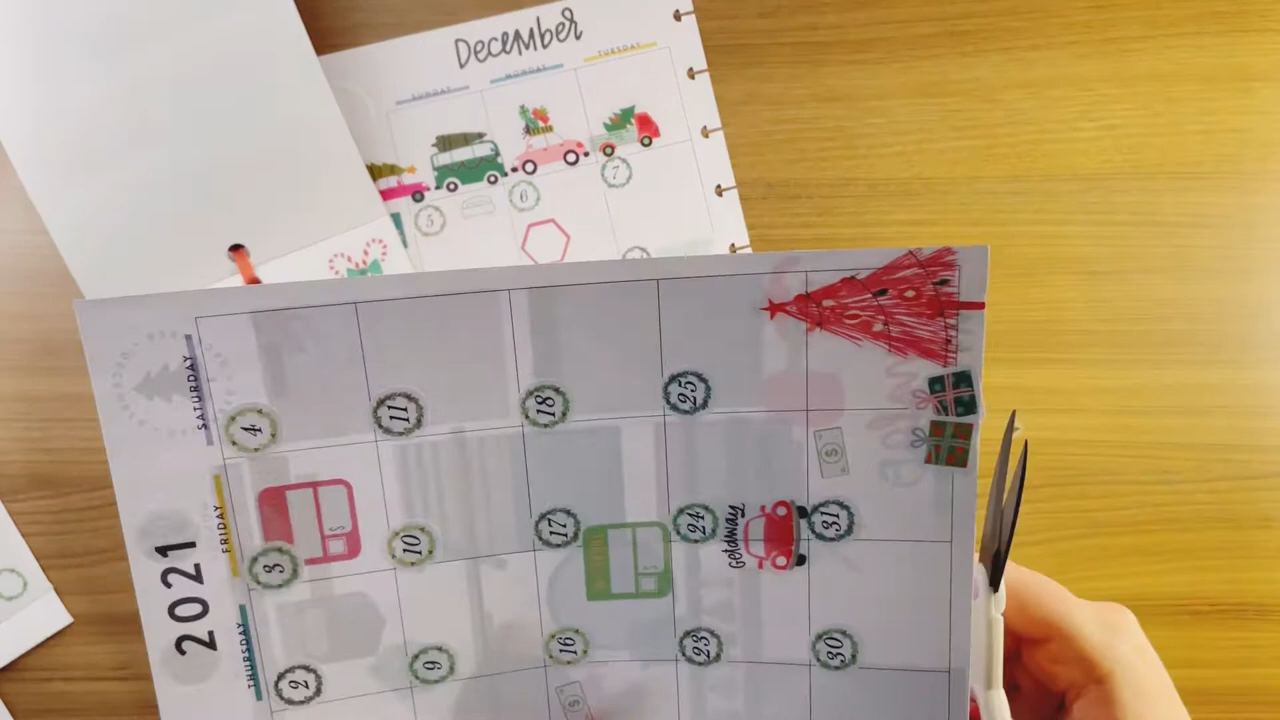 December
SUNDAY
MONDAY
TUESDAY
5
6
7
2021
SATURDAY
4
11
18
25
FRIDAY
3
10
17
24
31
$
$
$
Getaway
THURSDAY
2
9
16
23
30
$